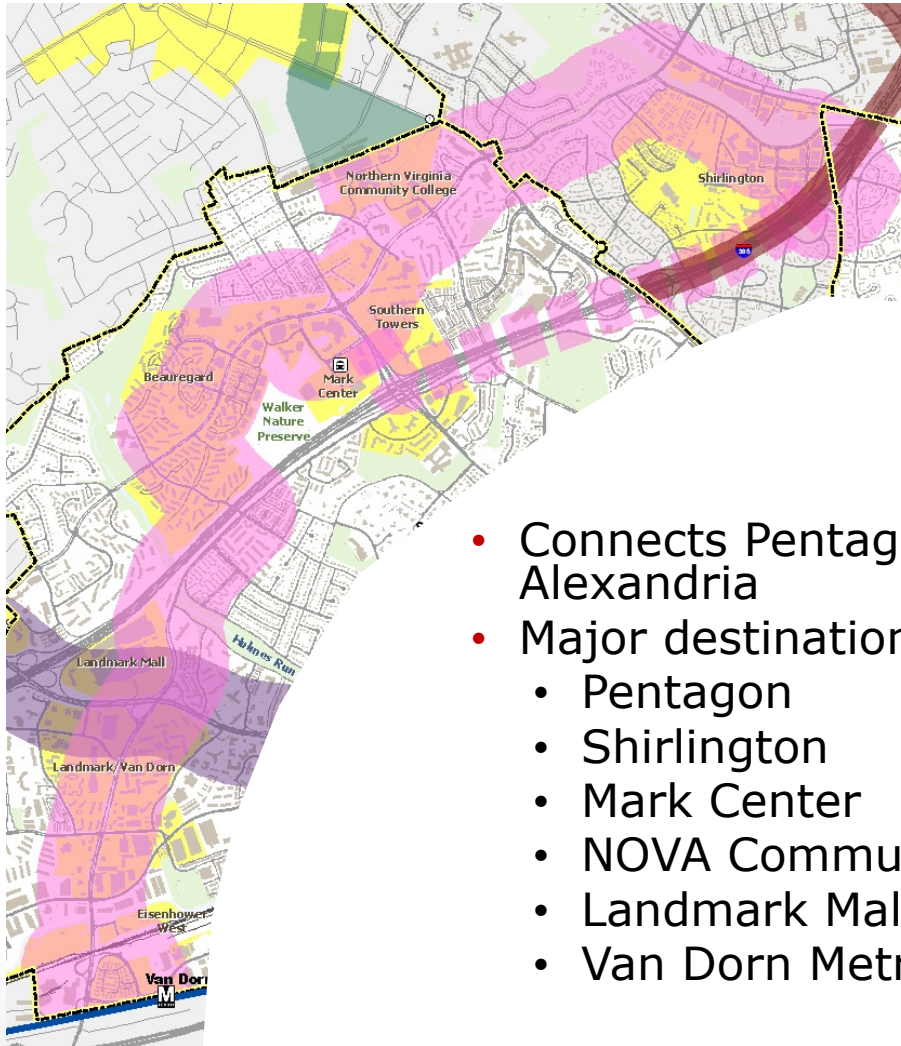 Northern Virginia
Community College
Shirlington
395
Southern
Towers
Beauregard
Mark
Center
Walker
Nature
Preserve
Holmes Run
Landmark Mall
Landmark/Van Dorn
Eisenhower
West
Van Dorn
M
• Connects Pentag
Alexandria
• Major destination
• Pentagon
• Shirlington
• Mark Center
• NOVA Commu
• Landmark Mal
• Van Dorn Metr